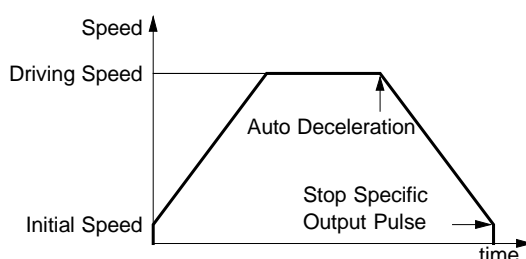 Speed
Driving Speed
Auto Deceleration
Stop Specific
Output Pulse
Initial Speed
time